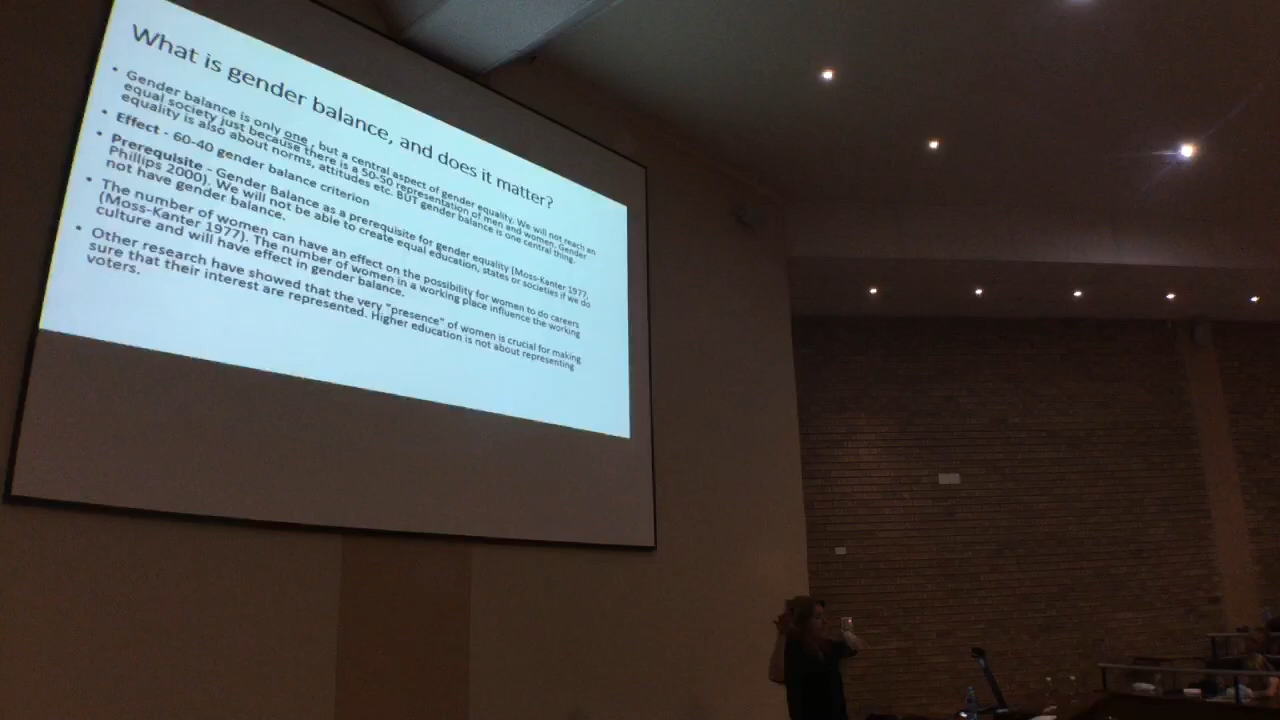 What is gender balance, and does it matter?
• Gender balance is only one , but a central aspect of gender equality. We will not reach an
equal society just because there is a 50-50 representation of men and women. Gender
equality is also about norms, attitudes etc. BUT gender balance is one central thing.
• Effect - 60-40 gender balance criterion
• Prerequisite - Gender Balance as a prerequisite for gender equality (Moss-Kanter 1977,
Phillips 2000). We will not be able to create equal education, states or societies if we do
not have gender balance.
• The number of women can have an effect on the possibility for women to do careers
(Moss-Kanter 1977). The number of women in a working place influence the working
culture and will have effect in gender balance.
• Other research have showed that the very "presence" of women is crucial for making
sure that their interest are represented. Higher education is not about representing
voters.